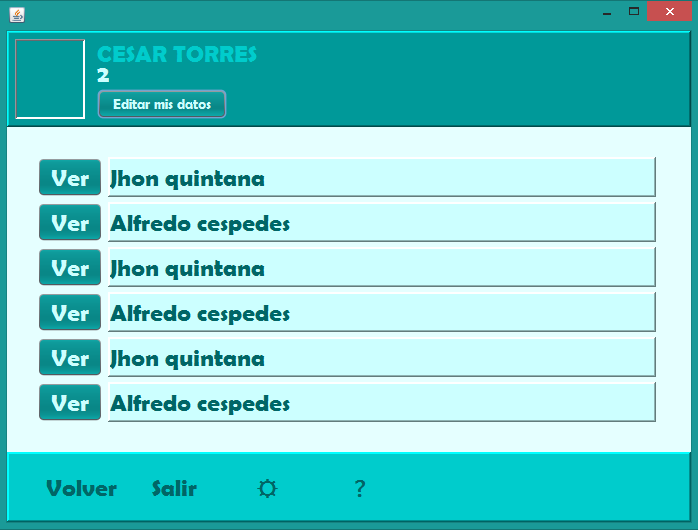 CESAR TORRES
2
Editar mis datos
Ver Jhon quintana
Ver Alfredo cespedes
Ver Jhon quintana
Ver Alfredo cespedes
Ver Jhon quintana
Ver Alfredo cespedes
Volver Salir ☼ ?